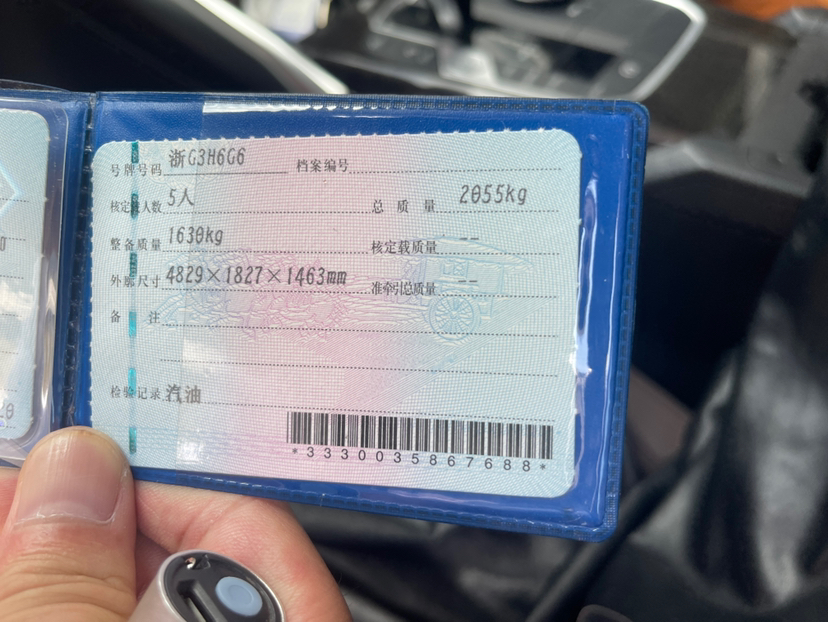 号牌号码 浙G3H6G6 档案编号
核定载人数 5人 总质量 2055kg
整备质量 1630kg 核定载质量 --
外廓尺寸 4829×1827×1463mm 准牵引总质量 --
备注
检验记录 汽油
*3330035867688*